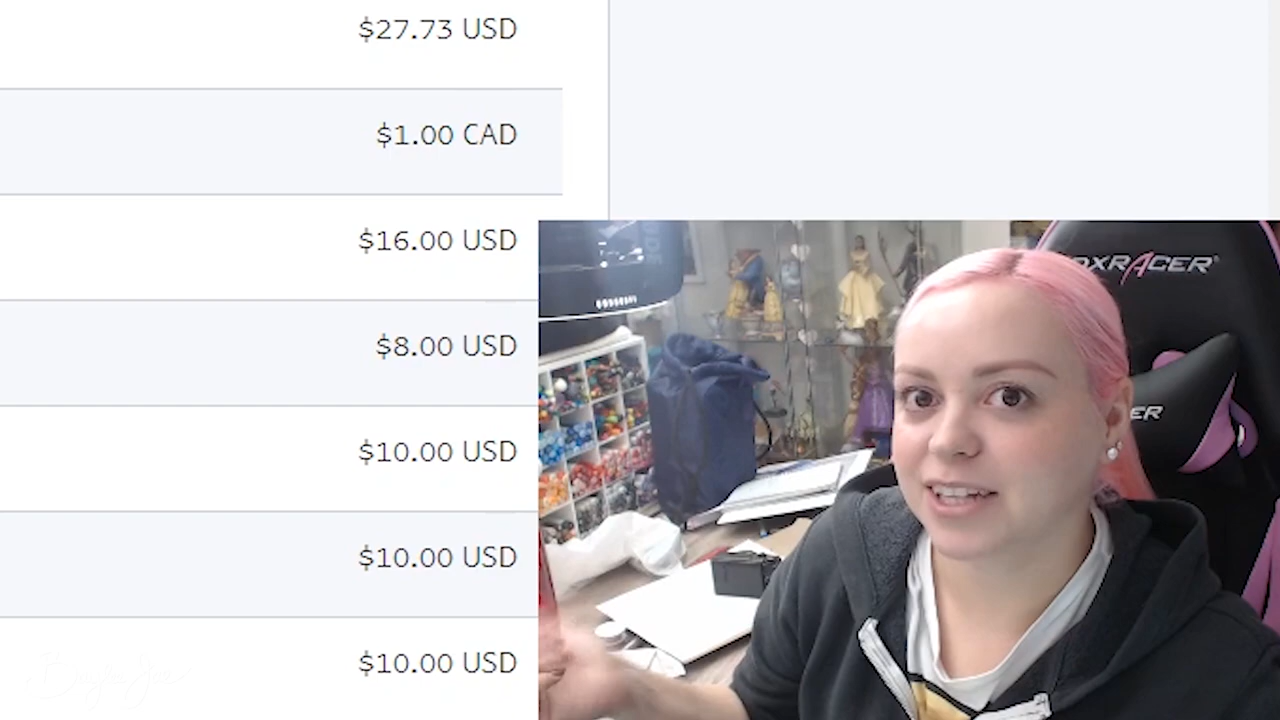 $27.73 USD
$1.00 CAD
$16.00 USD
$8.00 USD
$10.00 USD
$10.00 USD
$10.00 USD
DXRACER
ER